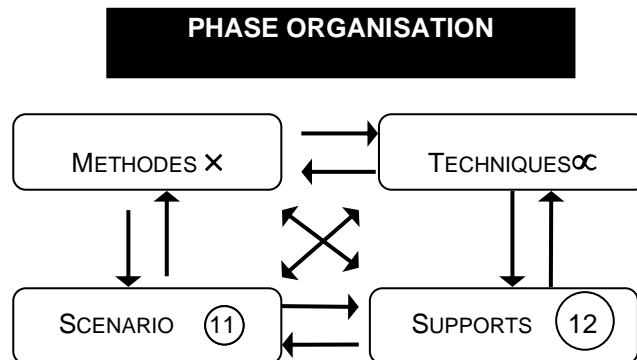 PHASE ORGANISATION
METHODES ×
TECHNIQUES∝
SCENARIO 11
SUPPORTS 12